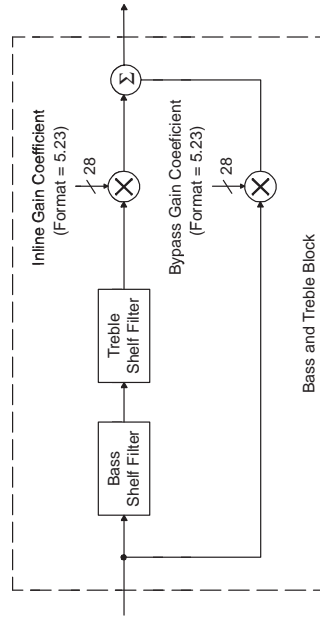 Bass
Shelf Filter
Treble
Shelf Filter
Inline Gain Coefficient
(Format = 5.23)
28
Σ
Bypass Gain Coeeficient
(Format = 5.23)
28
Bass and Treble Block